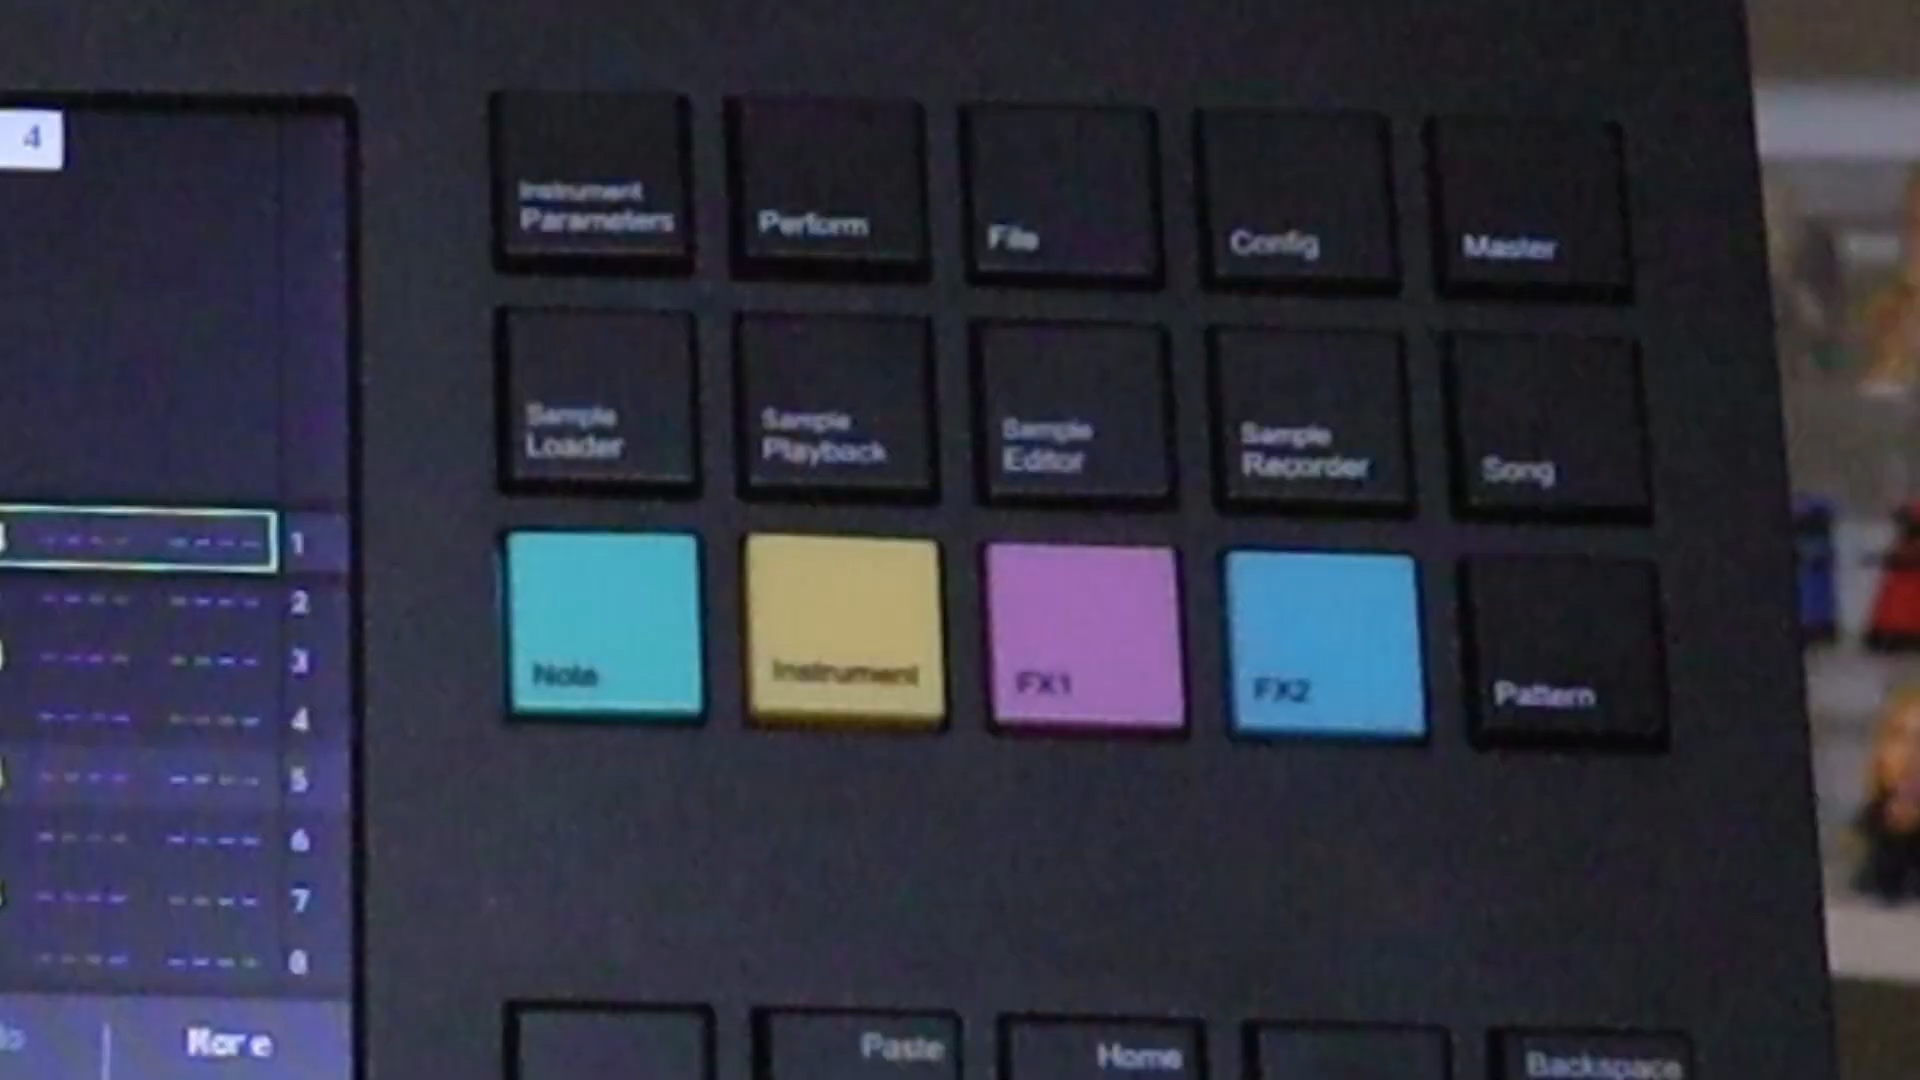 4
Instrument
Parameters
Perform
File
Config
Master
Sample
Loader
Sample
Playback
Sample
Editor
Sample
Recorder
Song
Note
Instrument
FX1
FX2
Pattern
1
2
3
4
5
6
7
8
More
Paste
Home
Backspace